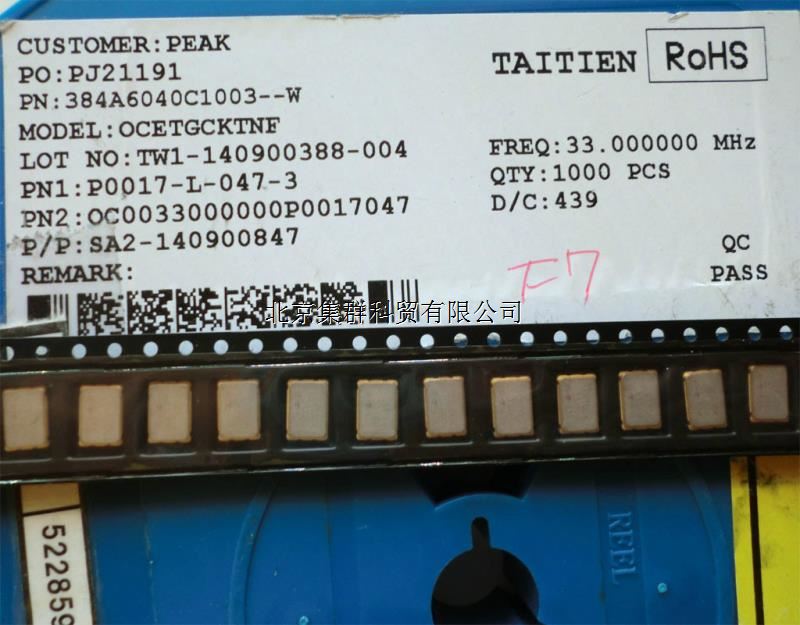 CUSTOMER:PEAK
PO:PJ21191
PN:384A6040C1003--W
TAITIEN RoHS
MODEL:OCETGCKTNF
LOT NO:TW1-140900388-004
FREQ:33.000000 MHz
PN1:P0017-L-047-3
QTY:1000 PCS
PN2:OC0033000000P0017047
D/C:439
P/P:SA2-140900847
QC
REMARK:
F7
PASS
北京集群科贸有限公司
522859
REEL